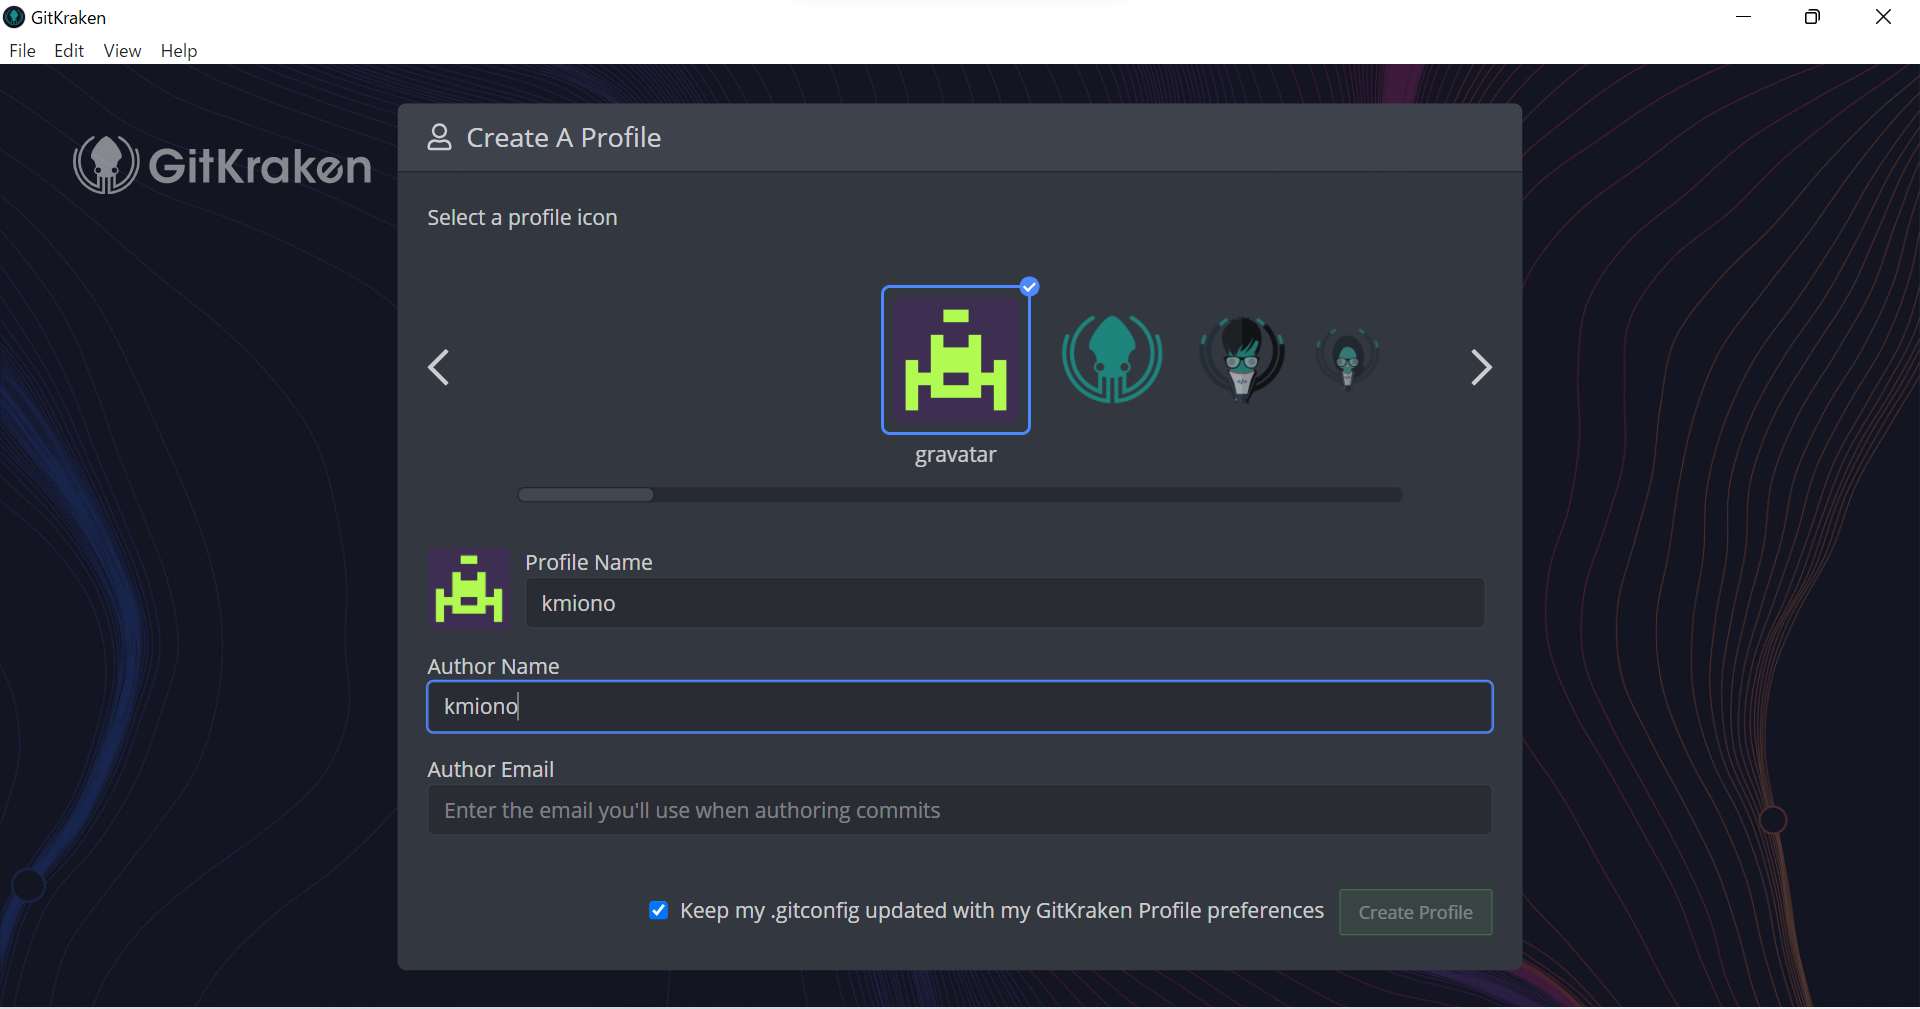 GitKraken
File Edit View Help
GitKraken
Create A Profile
Select a profile icon
gravatar
Profile Name
kmiono
Author Name
kmiono
Author Email
Enter the email you'll use when authoring commits
Keep my .gitconfig updated with my GitKraken Profile preferences
Create Profile